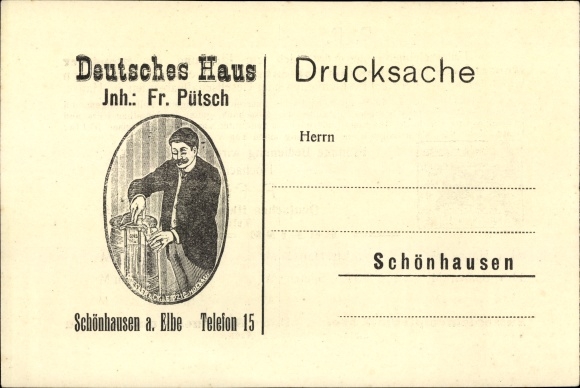 Deutsches Haus
Jnh.: Fr. Pütsch
Schönhausen a. Elbe Telefon 15
Drucksache
Herrn
Schönhausen